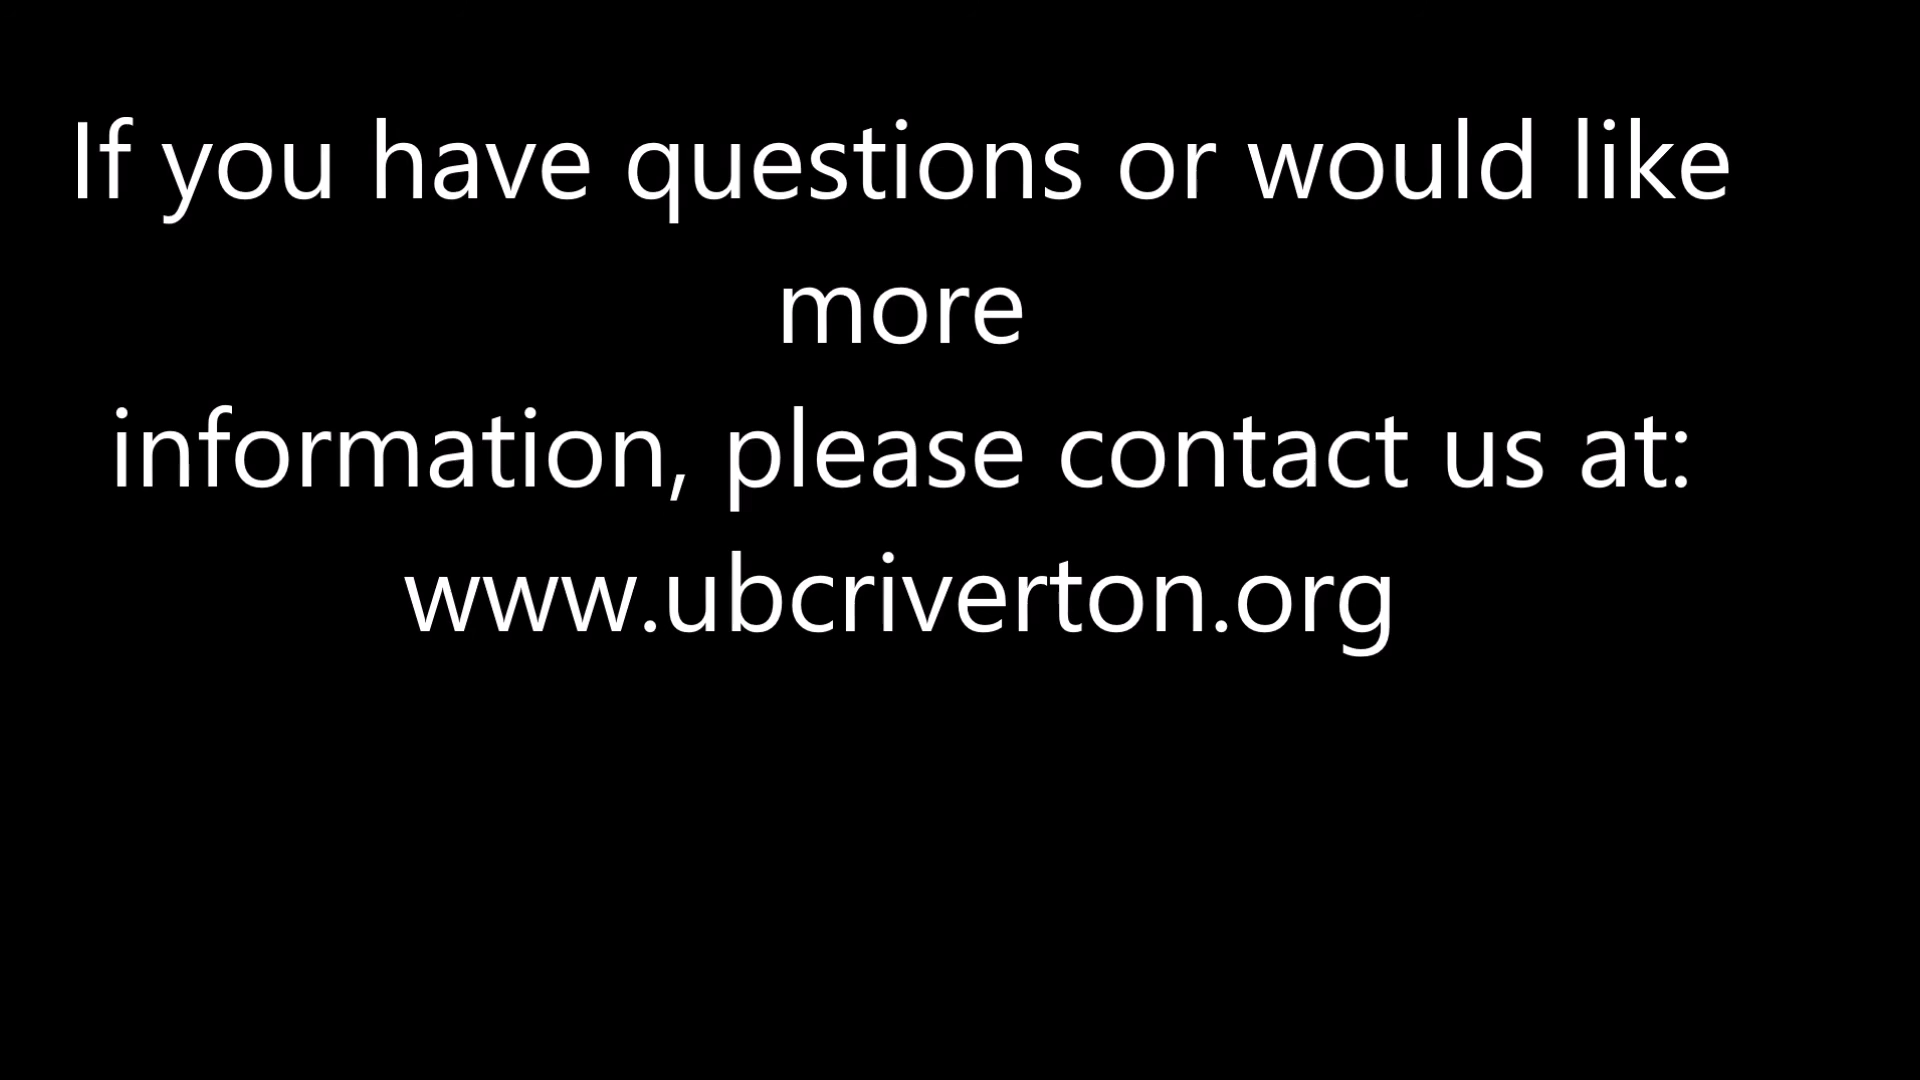 If you have questions or would like
more
information, please contact us at:
www.ubcriverton.org